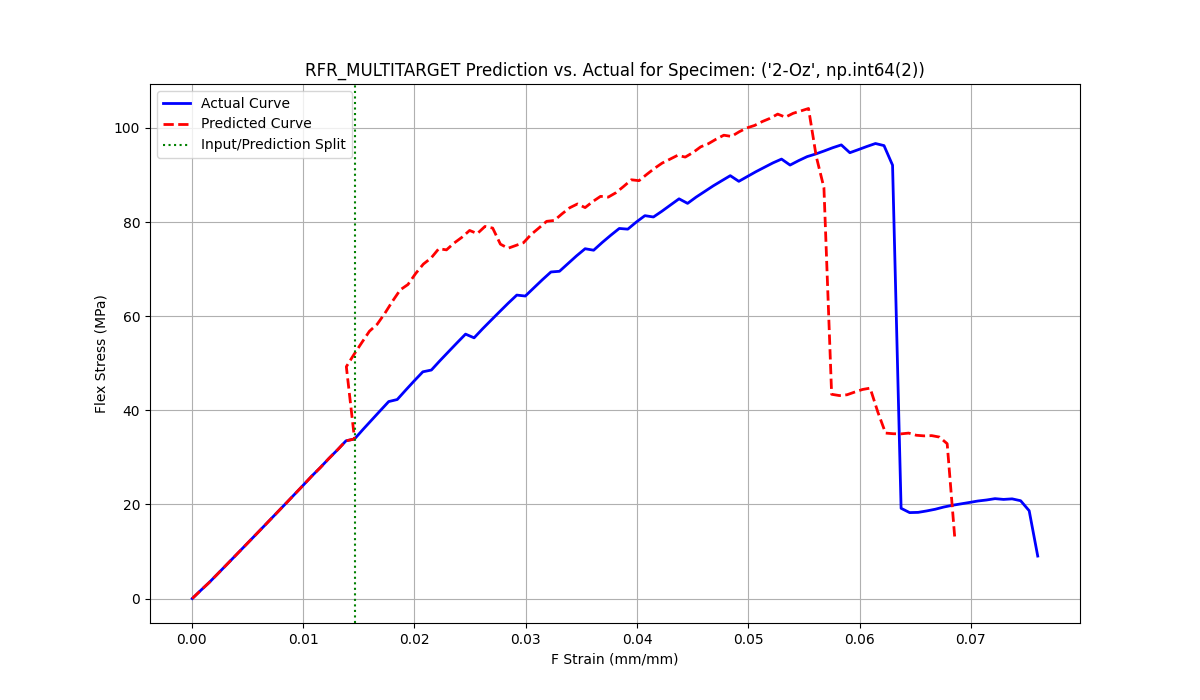 RFR_MULTITARGET Prediction vs. Actual for Specimen: ('2-Oz', np.int64(2))
Actual Curve
Predicted Curve
Input/Prediction Split
100
80
60
40
20
0
Flex Stress (MPa)
0.00 0.01 0.02 0.03 0.04 0.05 0.06 0.07
F Strain (mm/mm)